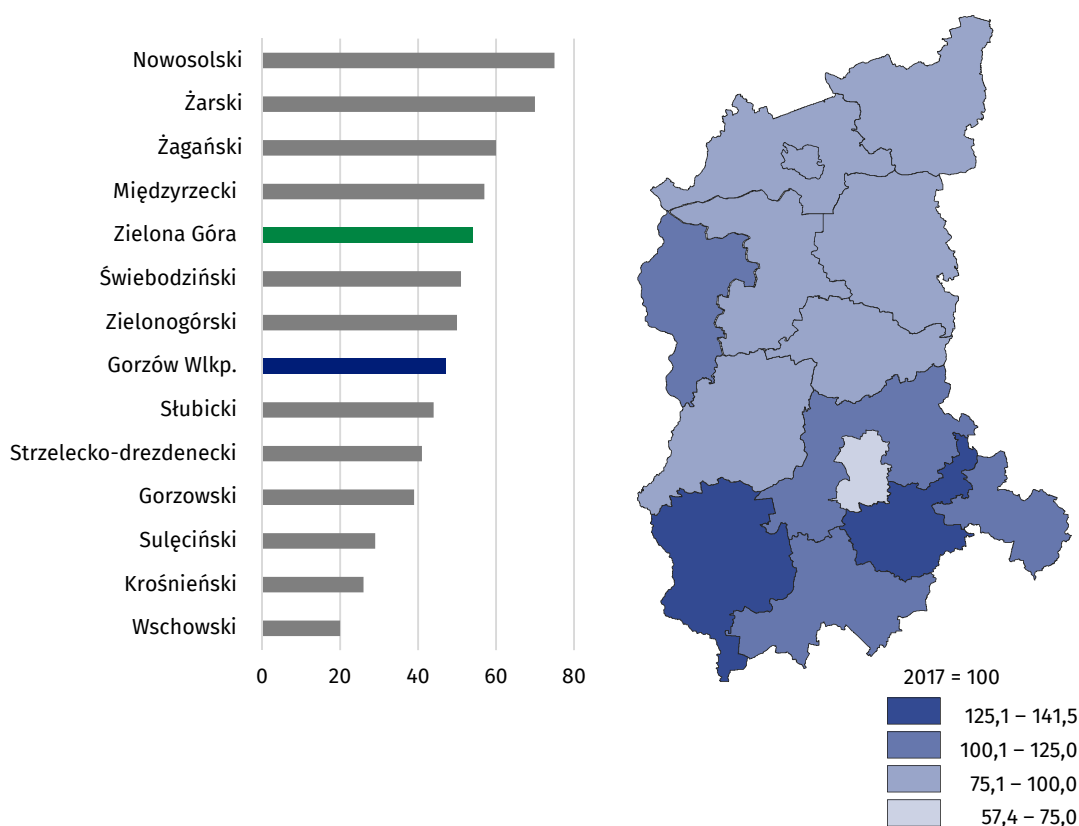 Nowosolski
Żarski
Żagański
Międzyrzecki
Zielona Góra
Świebodziński
Zielonogórski
Gorzów Wlkp.
Słubicki
Strzelecko-drezdenecki
Gorzowski
Sulęciński
Krośnieński
Wschowski
0 20 40 60 80
2017 = 100
125,1 – 141,5
100,1 – 125,0
75,1 – 100,0
57,4 – 75,0